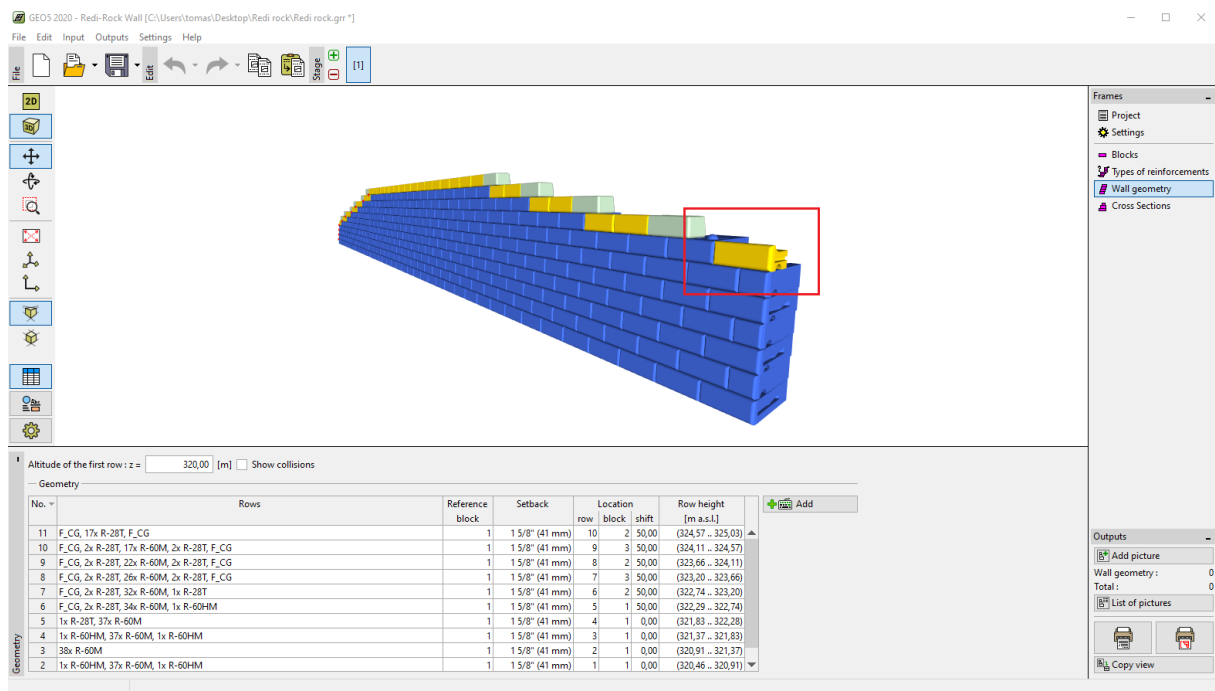 GEO5 2020 - Redi-Rock Wall [C:\Users\tomas\Desktop\Redi rock\Redi rock.grr *]
File Edit Input Outputs Settings Help
File
Edit
Stage
[1]
2D
3D
Frames
Project
Settings
Blocks
Types of reinforcements
Wall geometry
Cross Sections
Altitude of the first row : z = 320,00 [m] Show collisions
Geometry
No. Rows Reference block Setback Location row block shift Row height [m a.s.l.]
Add
11 F_CG, 17x R-28T, F_CG 1 1 5/8" (41 mm) 10 2 50,00 (324,57 .. 325,03)
10 F_CG, 2x R-28T, 17x R-60M, 2x R-28T, F_CG 1 1 5/8" (41 mm) 9 3 50,00 (324,11 .. 324,57)
9 F_CG, 2x R-28T, 22x R-60M, 2x R-28T, F_CG 1 1 5/8" (41 mm) 8 2 50,00 (323,66 .. 324,11)
8 F_CG, 2x R-28T, 26x R-60M, 2x R-28T, F_CG 1 1 5/8" (41 mm) 7 3 50,00 (323,20 .. 323,66)
7 F_CG, 2x R-28T, 32x R-60M, 1x R-28T 1 1 5/8" (41 mm) 6 2 50,00 (322,74 .. 323,20)
6 F_CG, 2x R-28T, 34x R-60M, 1x R-60HM 1 1 5/8" (41 mm) 5 1 50,00 (322,29 .. 322,74)
5 1x R-28T, 37x R-60M 1 1 5/8" (41 mm) 4 1 0,00 (321,83 .. 322,28)
4 1x R-60HM, 37x R-60M, 1x R-60HM 1 1 5/8" (41 mm) 3 1 0,00 (321,37 .. 321,83)
3 38x R-60M 1 1 5/8" (41 mm) 2 1 0,00 (320,91 .. 321,37)
2 1x R-60HM, 37x R-60M, 1x R-60HM 1 1 5/8" (41 mm) 1 1 0,00 (320,46 .. 320,91)
Geometry
Outputs
Add picture
Wall geometry : 0
Total : 0
List of pictures
Copy view